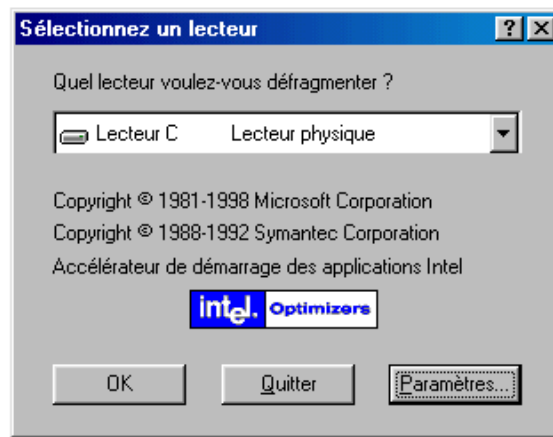 Sélectionnez un lecteur
Quel lecteur voulez-vous défragmenter ?
Lecteur C Lecteur physique
Copyright © 1981-1998 Microsoft Corporation
Copyright © 1988-1992 Symantec Corporation
Accélérateur de démarrage des applications Intel
intel. Optimizers
OK Quitter Paramètres...